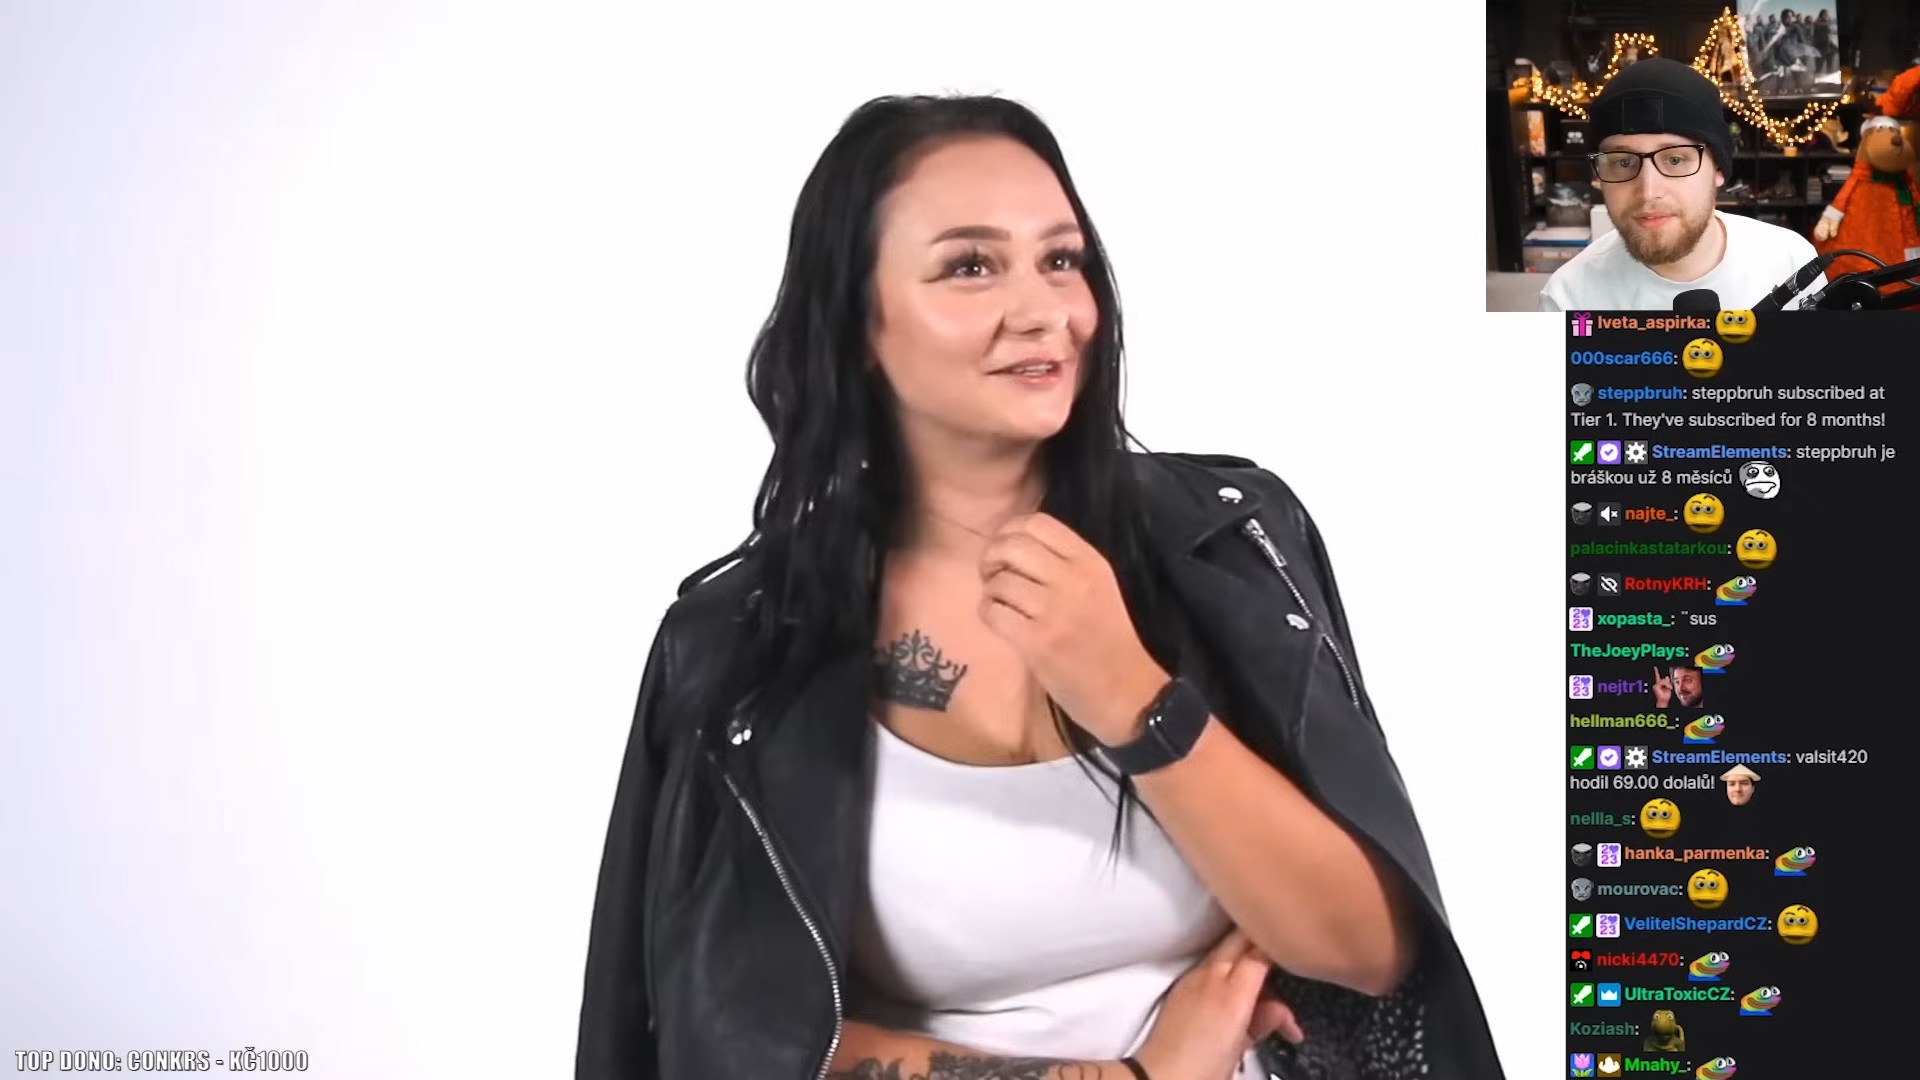 Iveta_aspirka:
000scar666:
steppbruh: steppbruh subscribed at
Tier 1. They've subscribed for 8 months!
StreamElements: steppbruh je
bráškou už 8 měsíců
najte_:
palacinkastatarkou:
RotnyKRH:
xopasta_: ¨sus
TheJoeyPlays:
nejtr1:
hellman666_:
StreamElements: valsit420
hodil 69.00 dolalů!
nellla_s:
hanka_parmenka:
mourovac:
VelitelShepardCZ:
nicki4470:
UltraToxicCZ:
Koziash:
Mnahy_:
TOP DONO: CONKRS - KČ1000